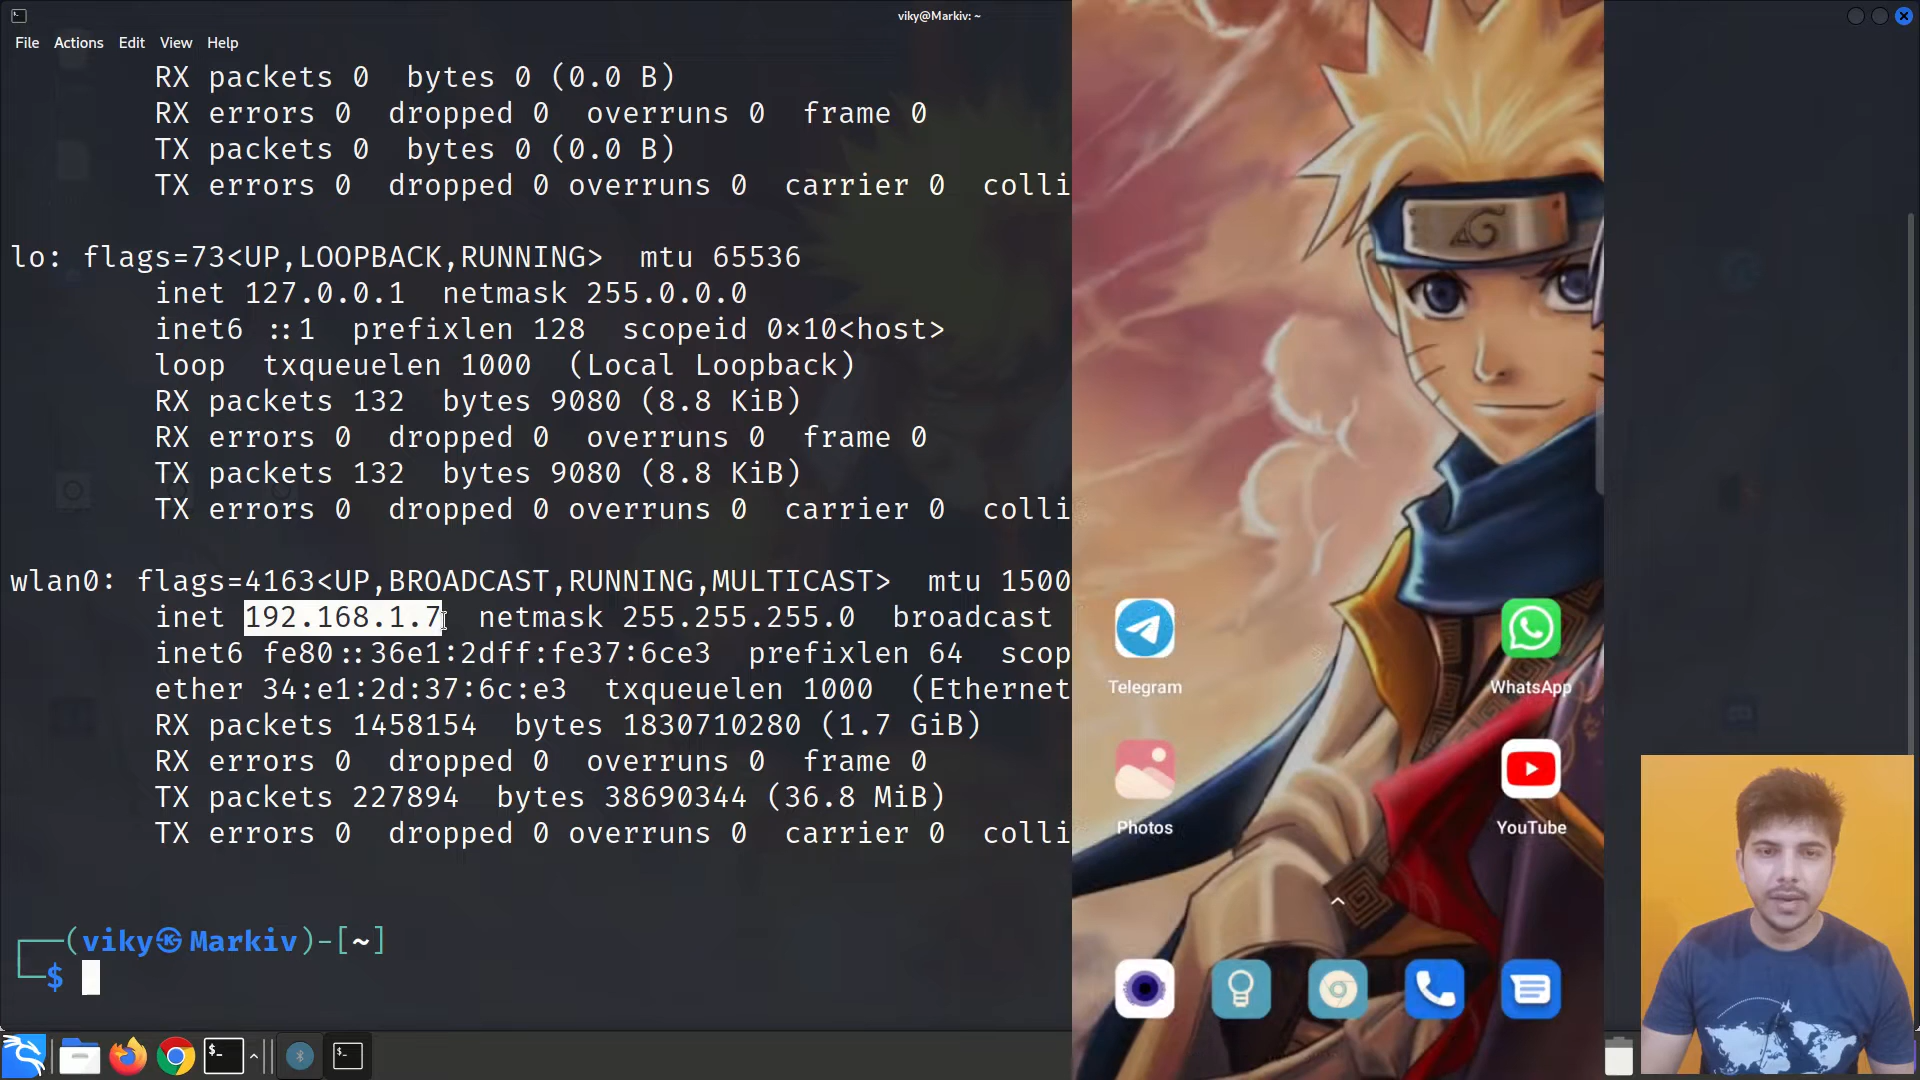 viky@Markiv: ~
File Actions Edit View Help
RX packets 0 bytes 0 (0.0 B)
RX errors 0 dropped 0 overruns 0 frame 0
TX packets 0 bytes 0 (0.0 B)
TX errors 0 dropped 0 overruns 0 carrier 0 colli
lo: flags=73<UP,LOOPBACK,RUNNING> mtu 65536
inet 127.0.0.1 netmask 255.0.0.0
inet6 ::1 prefixlen 128 scopeid 0×10<host>
loop txqueuelen 1000 (Local Loopback)
RX packets 132 bytes 9080 (8.8 KiB)
RX errors 0 dropped 0 overruns 0 frame 0
TX packets 132 bytes 9080 (8.8 KiB)
TX errors 0 dropped 0 overruns 0 carrier 0 colli
wlan0: flags=4163<UP,BROADCAST,RUNNING,MULTICAST> mtu 1500
inet 192.168.1.7 netmask 255.255.255.0 broadcast
inet6 fe80::36e1:2dff:fe37:6ce3 prefixlen 64 scop
ether 34:e1:2d:37:6c:e3 txqueuelen 1000 (Ethernet
RX packets 1458154 bytes 1830710280 (1.7 GiB)
RX errors 0 dropped 0 overruns 0 frame 0
TX packets 227894 bytes 38690344 (36.8 MiB)
TX errors 0 dropped 0 overruns 0 carrier 0 colli
(viky㉿Markiv)-[~]
$
Telegram
WhatsApp
Photos
YouTube